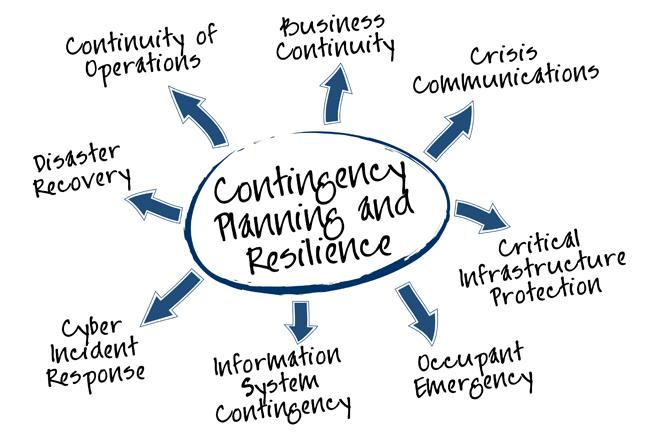 Continuity of
Operations
Business
Continuity
Crisis
Communications
Disaster
Recovery
Contingency
Planning and
Resilience
Critical
Infrastructure
Protection
Cyber
Incident
Response
Information
System
Contingency
Occupant
Emergency